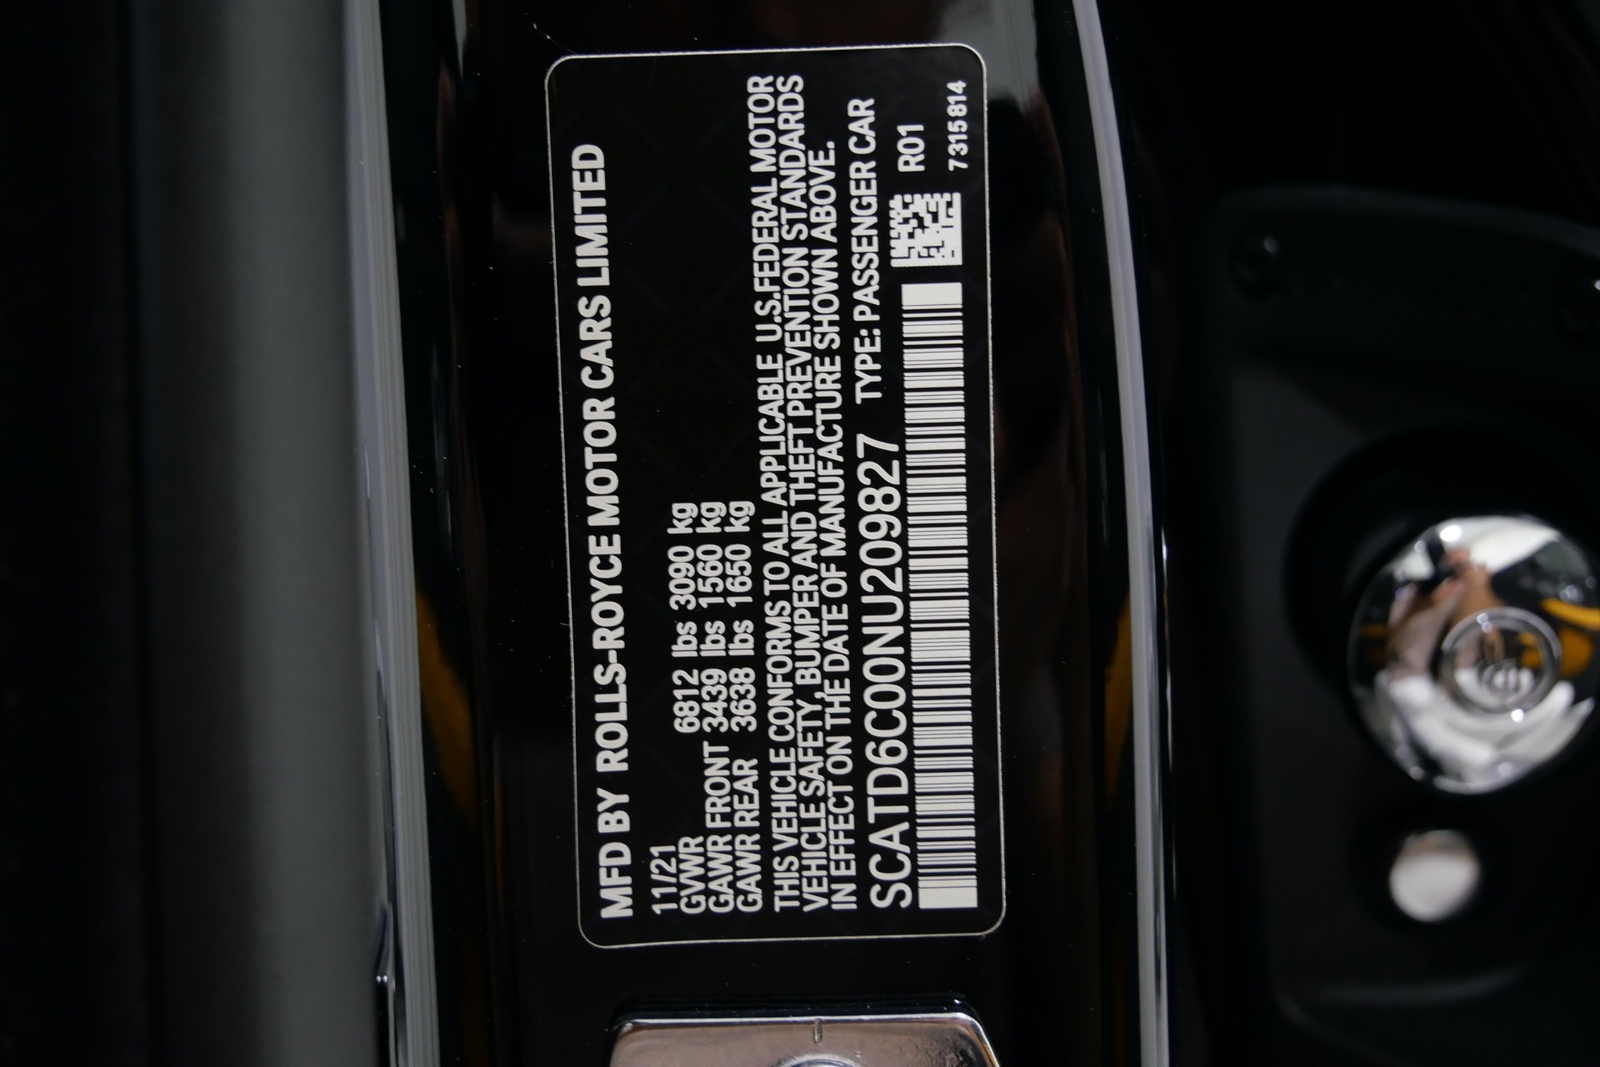 MFD BY ROLLS-ROYCE MOTOR CARS LIMITED
11/21
GVWR 6812 lbs 3090 kg
GAWR FRONT 3439 lbs 1560 kg
GAWR REAR 3638 lbs 1650 kg
THIS VEHICLE CONFORMS TO ALL APPLICABLE U.S.FEDERAL MOTOR
VEHICLE SAFETY, BUMPER AND THEFT PREVENTION STANDARDS
IN EFFECT ON THE DATE OF MANUFACTURE SHOWN ABOVE.
SCATD6C00NU209827 TYPE: PASSENGER CAR
R01
7315814